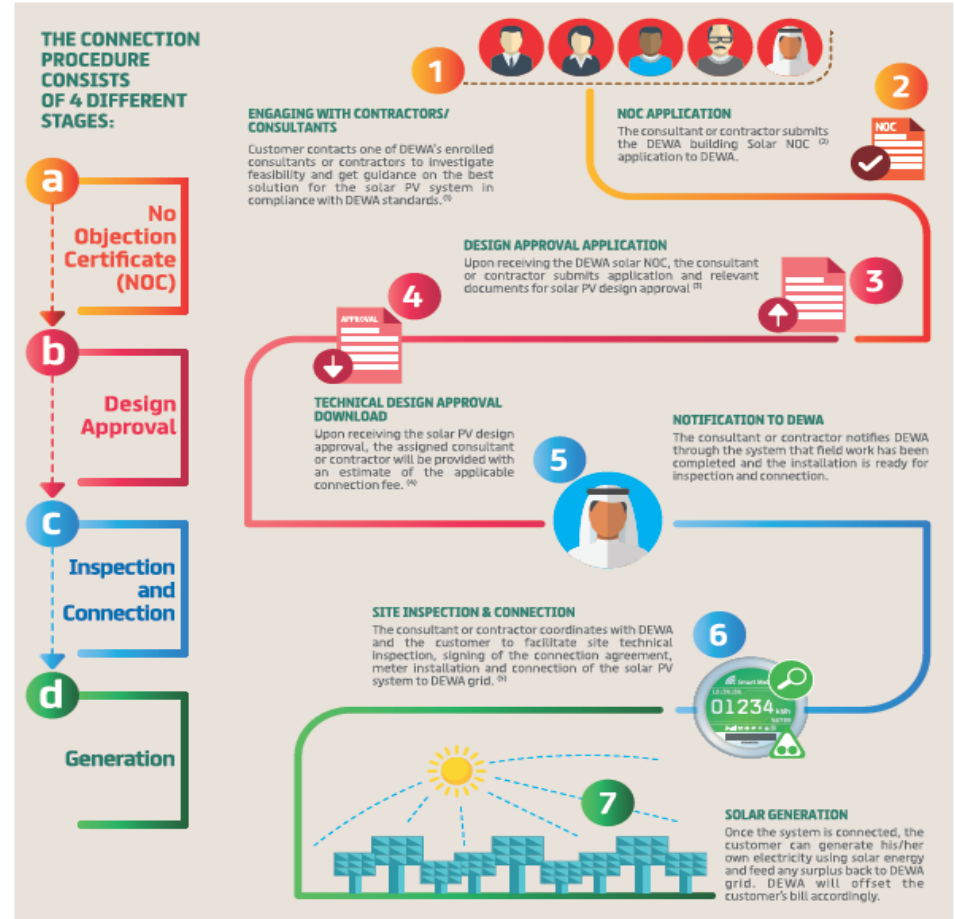 THE CONNECTION
PROCEDURE
CONSISTS
OF 4 DIFFERENT
STAGES:
a
No
Objection
Certificate
(NOC)
b
Design
Approval
c
Inspection
and
Connection
d
Generation
1
ENGAGING WITH CONTRACTORS/
CONSULTANTS
Customer contacts one of DEWA's enrolled
consultants or contractors to investigate
feasibility and get guidance on the best
solution for the solar PV system in
compliance with DEWA standards. (1)
2
NOC
NOC APPLICATION
The consultant or contractor submits
the DEWA building Solar NOC (2)
application to DEWA.
3
DESIGN APPROVAL APPLICATION
Upon receiving the DEWA solar NOC, the consultant
or contractor submits application and relevant
documents for solar PV design approval (3)
4
APPROVAL
TECHNICAL DESIGN APPROVAL
DOWNLOAD
Upon receiving the solar PV design
approval, the assigned consultant
or contractor will be provided with
an estimate of the applicable
connection fee. (4)
5
NOTIFICATION TO DEWA
The consultant or contractor notifies DEWA
through the system that field work has been
completed and the installation is ready for
inspection and connection.
6
SITE INSPECTION & CONNECTION
The consultant or contractor coordinates with DEWA
and the customer to facilitate site technical
inspection, signing of the connection agreement,
meter installation and connection of the solar PV
system to DEWA grid. (5)
Smart
01234 kWh
7
SOLAR GENERATION
Once the system is connected, the
customer can generate his/her
own electricity using solar energy
and feed any surplus back to DEWA
grid. DEWA will offset the
customer's bill accordingly.